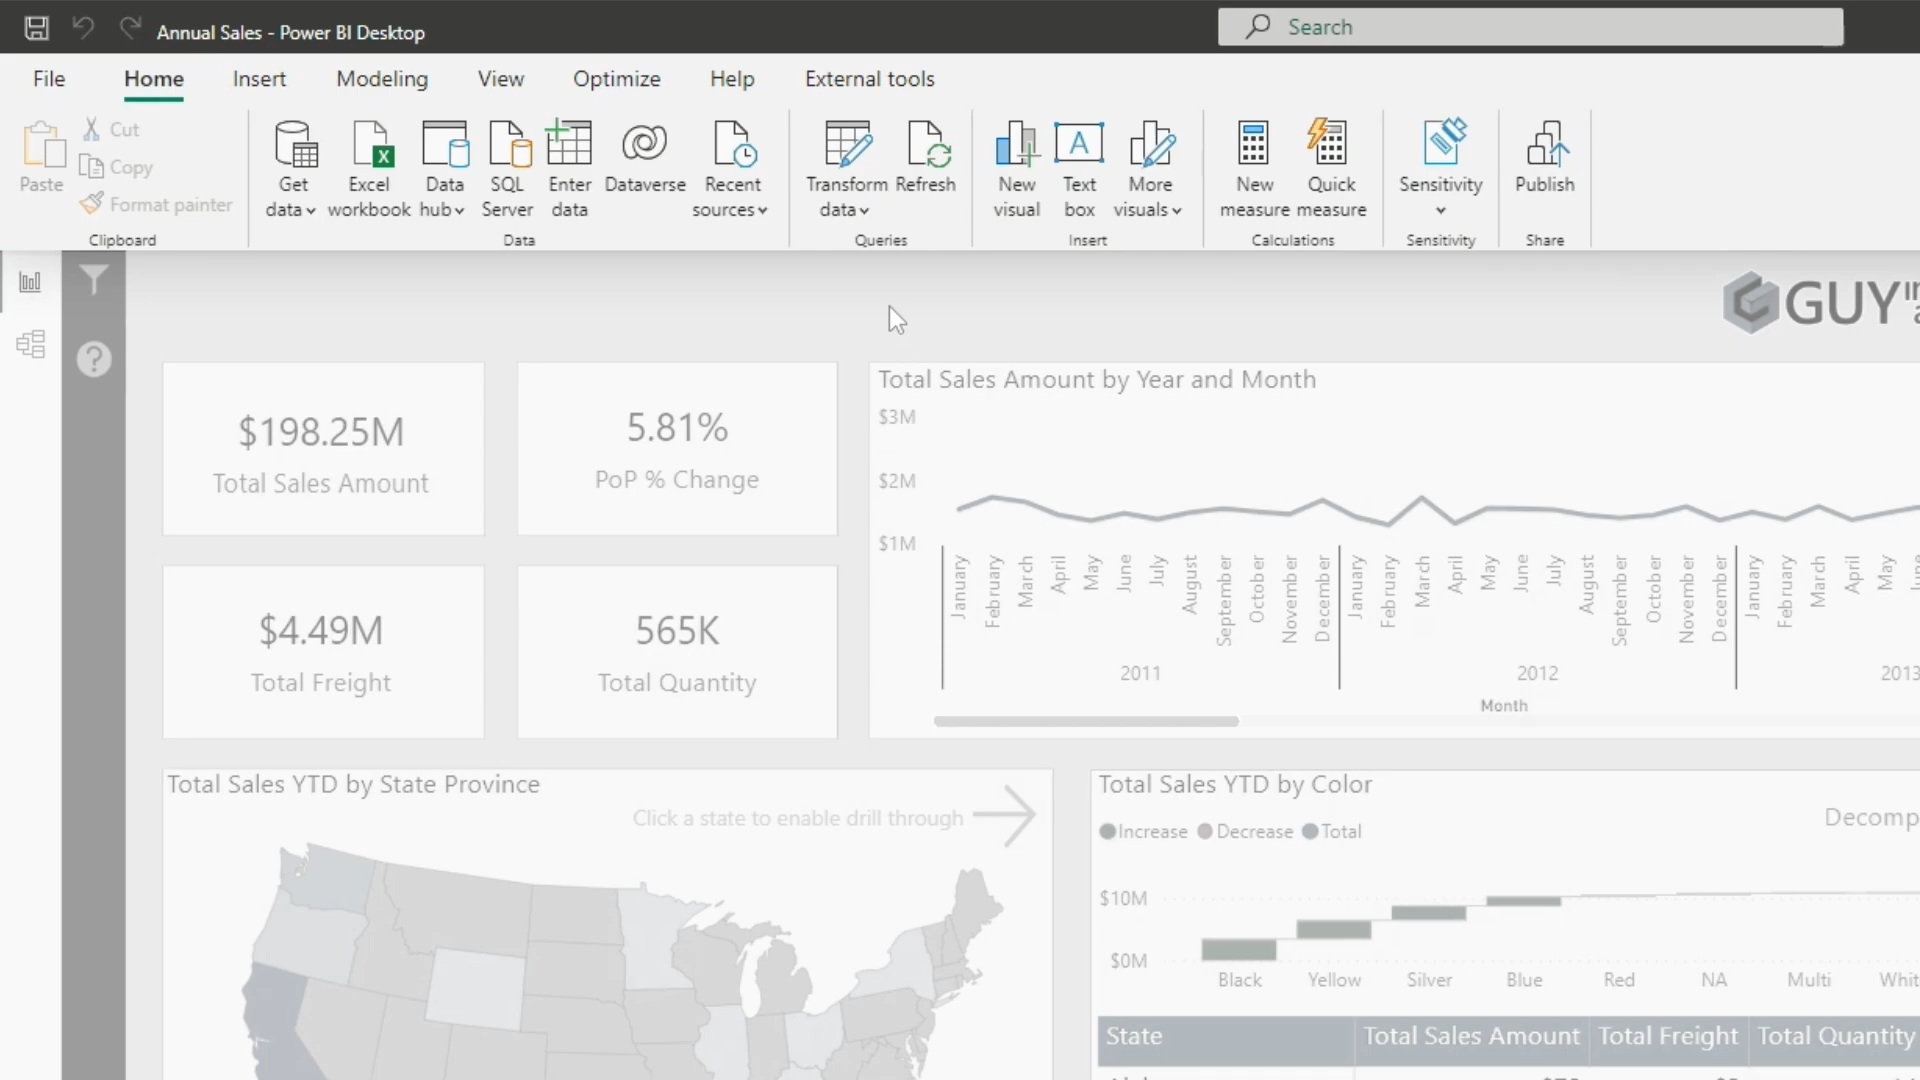 Annual Sales - Power BI Desktop
Search
File Home Insert Modeling View Optimize Help External tools
Paste
Cut
Copy
Format painter
Clipboard
Get data
Excel workbook
Data hub
SQL Server
Enter data
Dataverse
Recent sources
Data
Transform data
Refresh
Queries
New visual
Text box
More visuals
Insert
New measure
Quick measure
Calculations
Sensitivity
Sensitivity
Publish
Share
GUY
$198.25M
Total Sales Amount
5.81%
PoP % Change
$4.49M
Total Freight
565K
Total Quantity
Total Sales Amount by Year and Month
$3M
$2M
$1M
January February March April May June July August September October November December January February March April May June July August September October November December January February March April May
2011 2012 2013
Month
Total Sales YTD by State Province
Click a state to enable drill through
Total Sales YTD by Color
Increase Decrease Total
$10M
$0M
Black Yellow Silver Blue Red NA Multi
State Total Sales Amount Total Freight Total Quantity